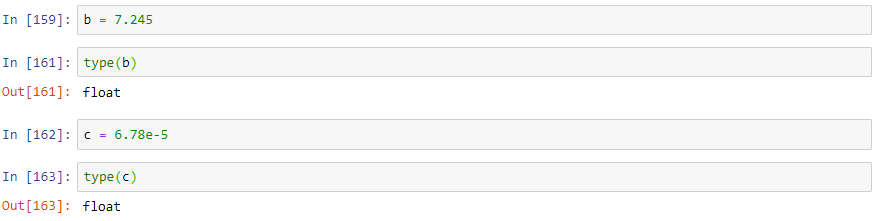 In [159]: b = 7.245
In [161]: type(b)
Out[161]: float
In [162]: c = 6.78e-5
In [163]: type(c)
Out[163]: float